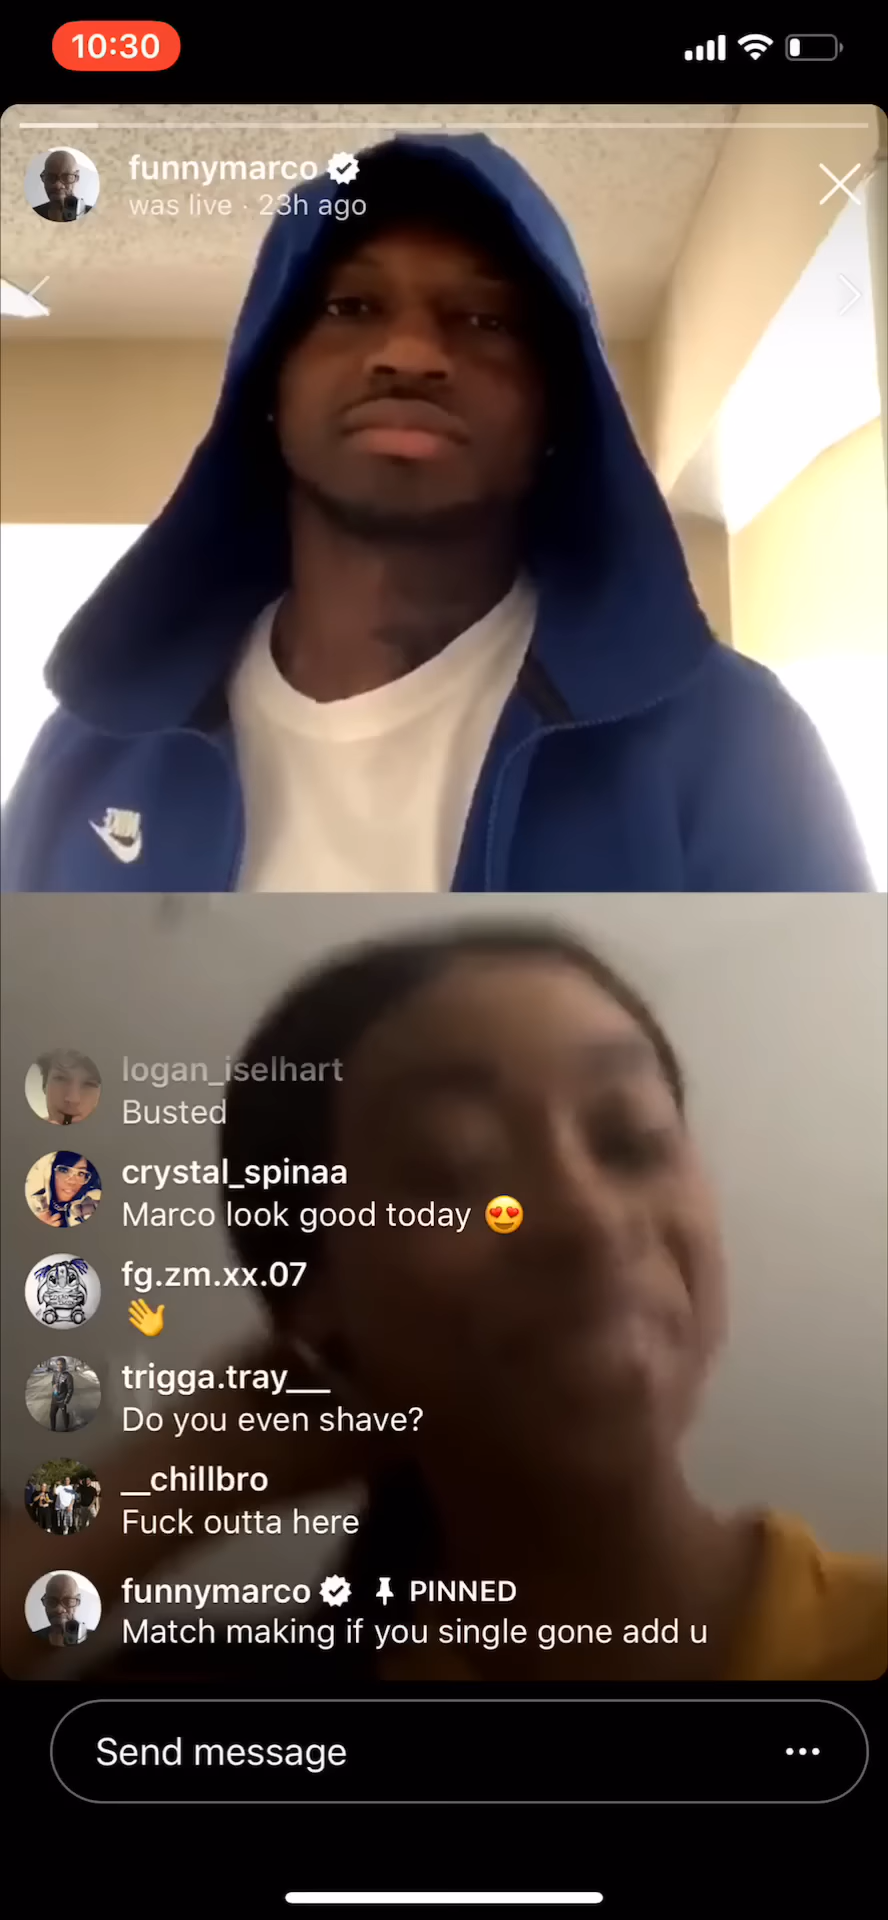 10:30
funnymarco
was live · 23h ago
NIKE
logan_iselhart
Busted
crystal_spinaa
Marco look good today 😍
fg.zm.xx.07
👋
trigga.tray___
Do you even shave?
__chillbro
Fuck outta here
funnymarco PINNED
Match making if you single gone add u
Send message